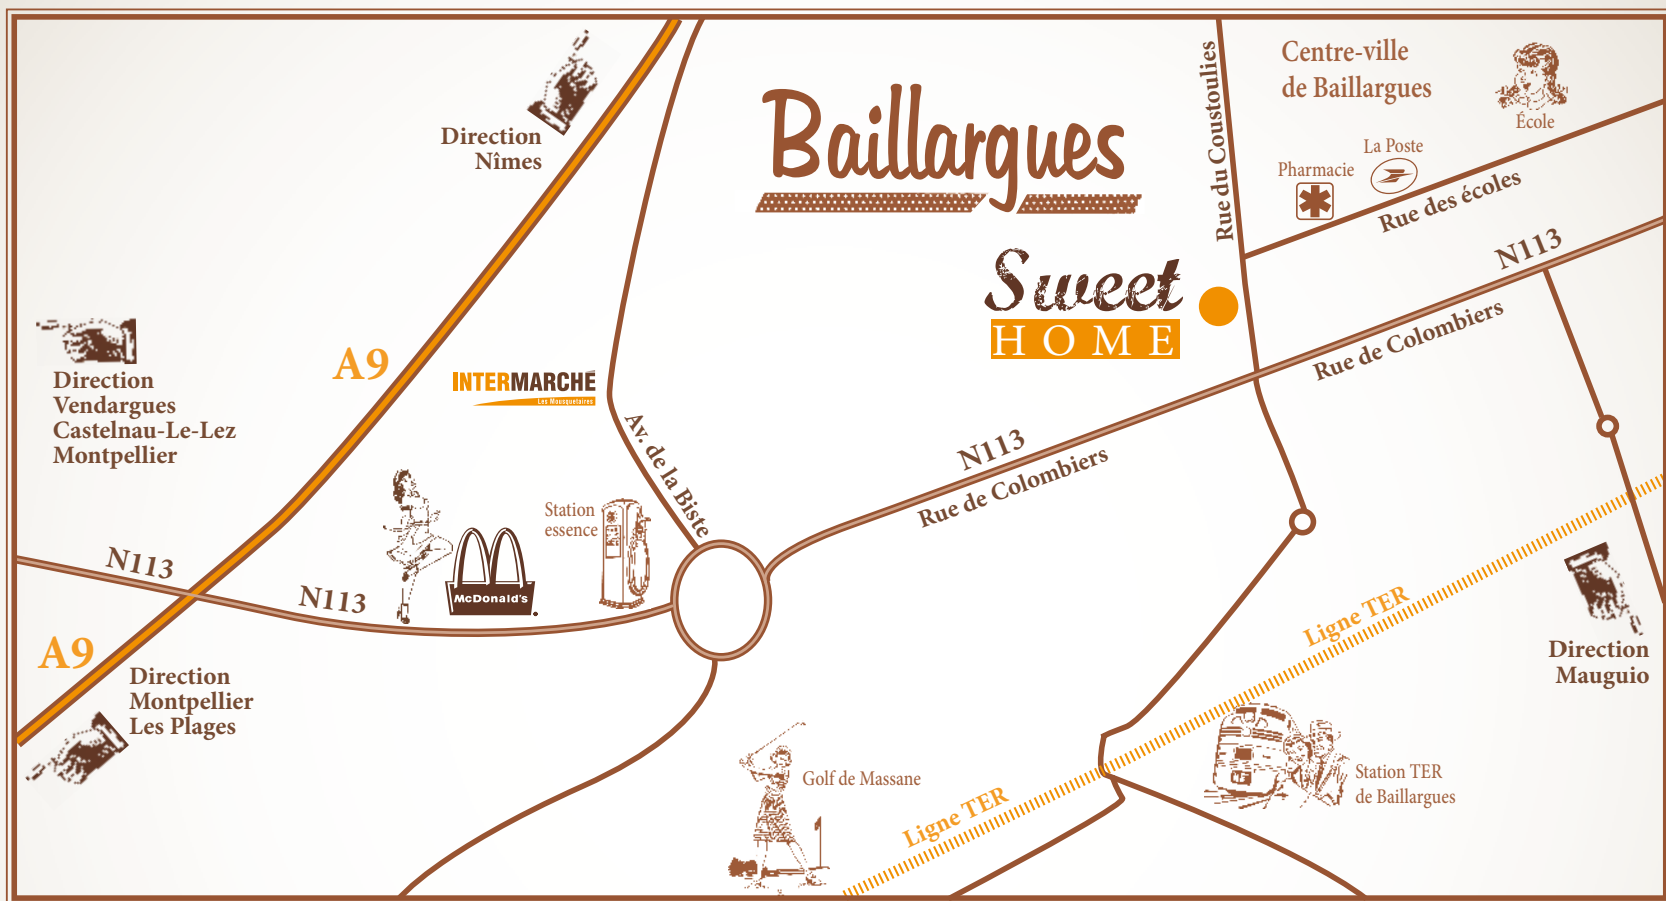 Direction
Nîmes
Baillargues
Rue du Coustoulies
Centre-ville
de Baillargues
École
La Poste
Pharmacie
Rue des écoles
N113
Sweet
HOME
Rue de Colombiers
Direction
Vendargues
Castelnau-Le-Lez
Montpellier
A9
INTERMARCHÉ
Les Mousquetaires
Av. de la Biste
N113
Rue de Colombiers
Station
essence
McDonald's
N113
N113
A9
Direction
Montpellier
Les Plages
Ligne TER
Direction
Mauguio
Golf de Massane
Ligne TER
Station TER
de Baillargues